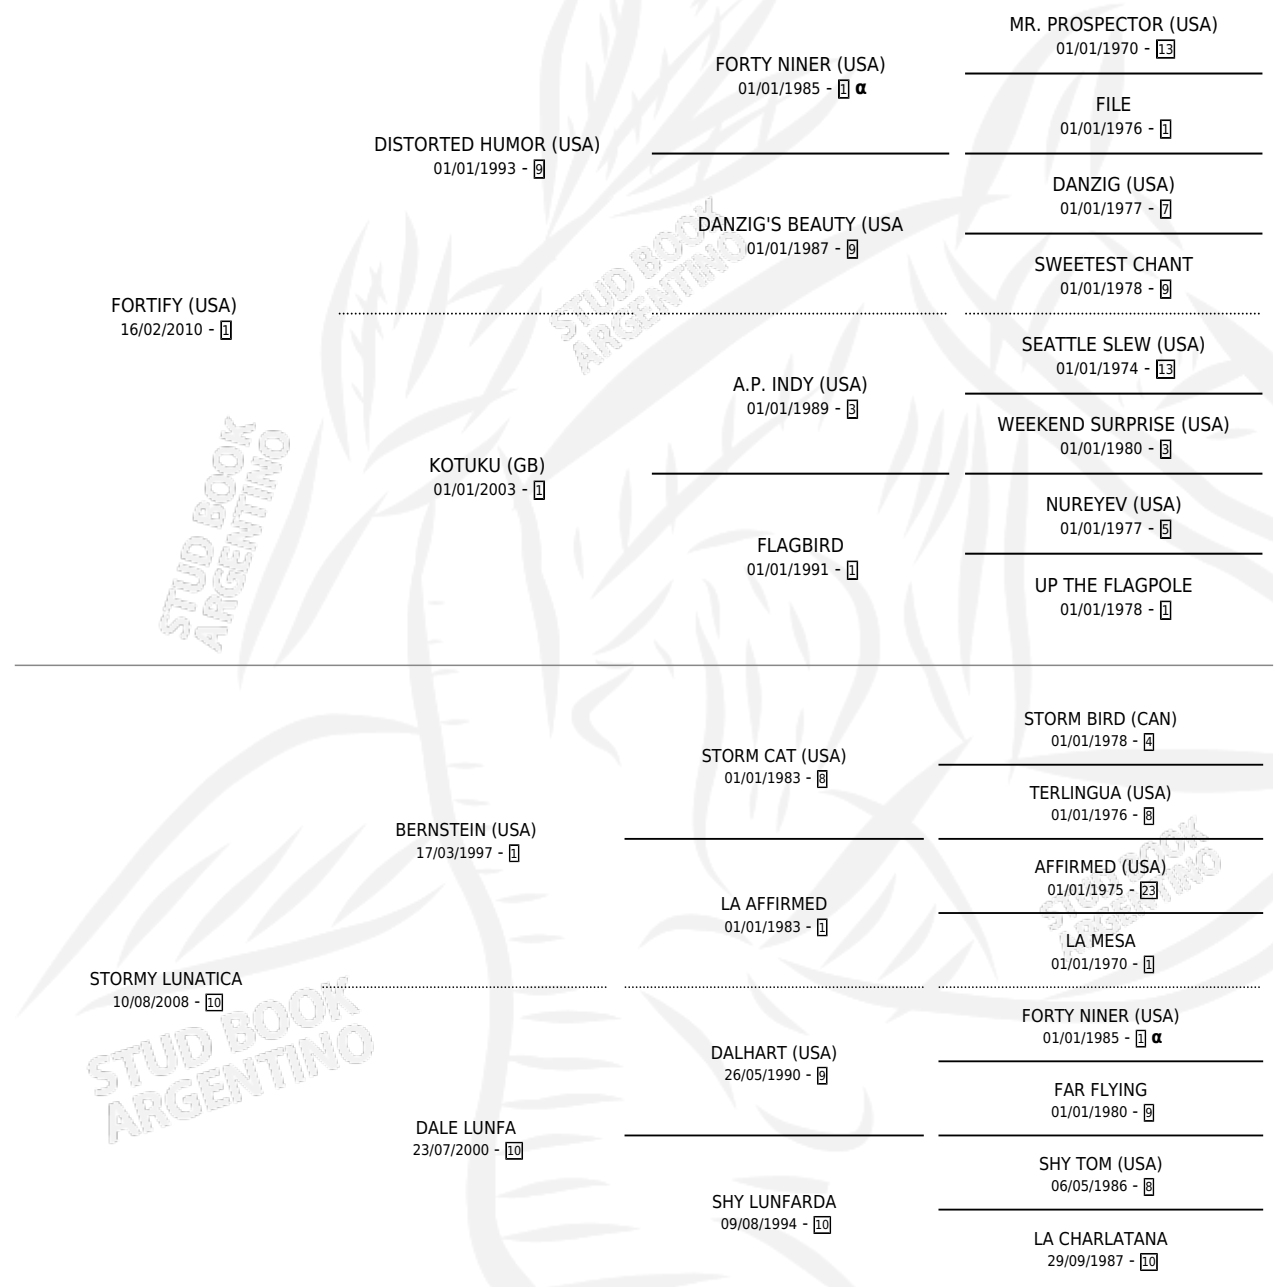 MR. PROSPECTOR (USA)
01/01/1970 - 13
FORTY NINER (USA)
01/01/1985 - 1 α
FILE
01/01/1976 - 1
DISTORTED HUMOR (USA)
01/01/1993 - 9
DANZIG (USA)
01/01/1977 - 7
DANZIG'S BEAUTY (USA
01/01/1987 - 9
SWEETEST CHANT
01/01/1978 - 9
FORTIFY (USA)
16/02/2010 - 1
SEATTLE SLEW (USA)
01/01/1974 - 13
A.P. INDY (USA)
01/01/1989 - 3
WEEKEND SURPRISE (USA)
01/01/1980 - 3
KOTUKU (GB)
01/01/2003 - 1
NUREYEV (USA)
01/01/1977 - 5
FLAGBIRD
01/01/1991 - 1
UP THE FLAGPOLE
01/01/1978 - 1
STORM BIRD (CAN)
01/01/1978 - 4
STORM CAT (USA)
01/01/1983 - 8
TERLINGUA (USA)
01/01/1976 - 8
BERNSTEIN (USA)
17/03/1997 - 1
AFFIRMED (USA)
01/01/1975 - 23
LA AFFIRMED
01/01/1983 - 1
LA MESA
01/01/1970 - 1
STORMY LUNATICA
10/08/2008 - 10
FORTY NINER (USA)
01/01/1985 - 1 α
DALHART (USA)
26/05/1990 - 9
FAR FLYING
01/01/1980 - 9
DALE LUNFA
23/07/2000 - 10
SHY TOM (USA)
06/05/1986 - 8
SHY LUNFARDA
09/08/1994 - 10
LA CHARLATANA
29/09/1987 - 10
STUD BOOK
ARGENTINO
STUD BOOK
ARGENTINO
STUD BOOK
ARGENTINO
STUD BOOK
ARGENTINO